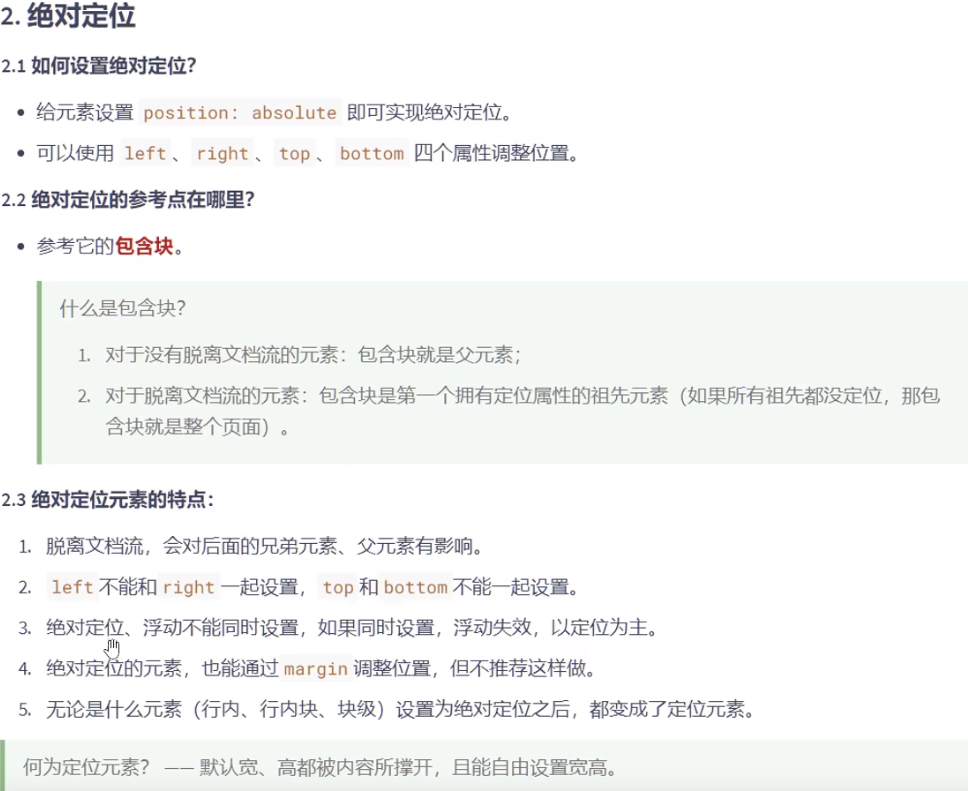 2. 绝对定位
2.1 如何设置绝对定位？
• 给元素设置 position: absolute 即可实现绝对定位。
• 可以使用 left 、 right 、 top 、 bottom 四个属性调整位置。
2.2 绝对定位的参考点在哪里？
• 参考它的包含块。
什么是包含块？
1. 对于没有脱离文档流的元素：包含块就是父元素；
2. 对于脱离文档流的元素：包含块是第一个拥有定位属性的祖先元素（如果所有祖先都没定位，那包
含块就是整个页面）。
2.3 绝对定位元素的特点：
1. 脱离文档流，会对后面的兄弟元素、父元素有影响。
2. left 不能和 right 一起设置， top 和 bottom 不能一起设置。
3. 绝对定位、浮动不能同时设置，如果同时设置，浮动失效，以定位为主。
4. 绝对定位的元素，也能通过 margin 调整位置，但不推荐这样做。
5. 无论是什么元素（行内、行内块、块级）设置为绝对定位之后，都变成了定位元素。
何为定位元素？ —— 默认宽、高都被内容所撑开，且能自由设置宽高。